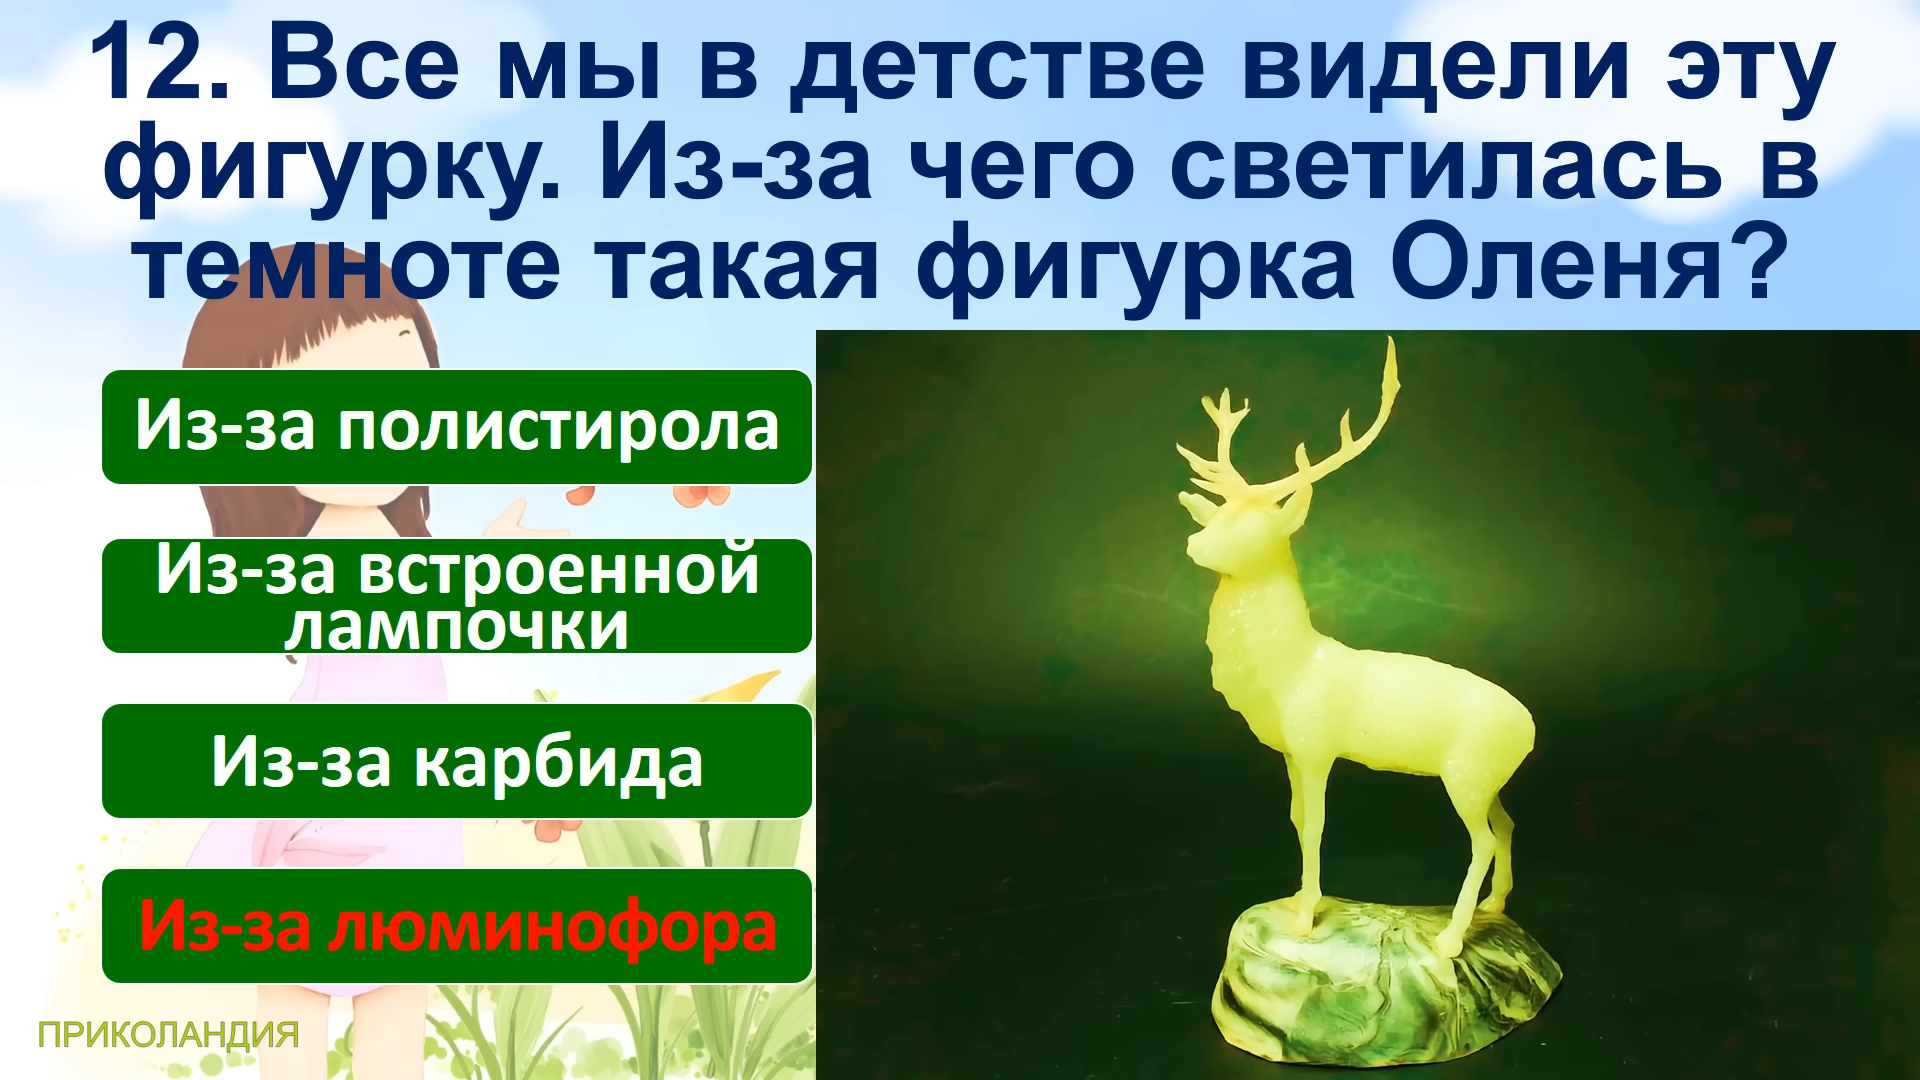 12. Все мы в детстве видели эту
фигурку. Из-за чего светилась в
темноте такая фигурка Оленя?
Из-за полистирола
Из-за встроенной
лампочки
Из-за карбида
Из-за люминофора
ПРИКОЛАНДИЯ